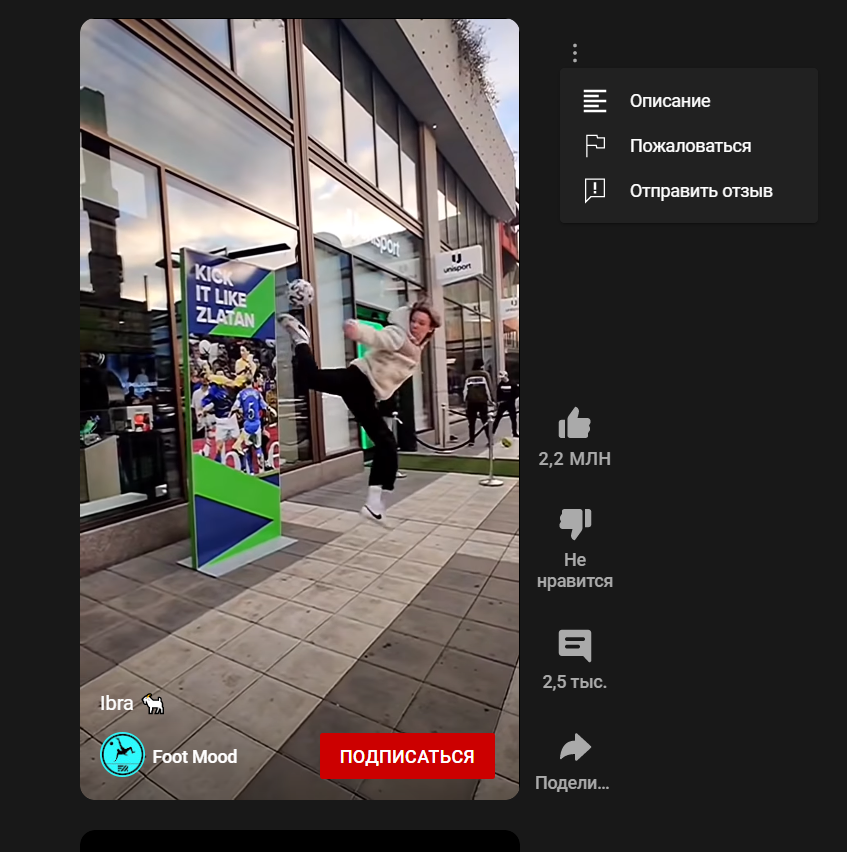 Описание
Пожаловаться
Отправить отзыв
unisport
unisport
KICK
IT LIKE
ZLATAN
5
2,2 МЛН
Не
нравится
2,5 тыс.
Ibra
Foot Mood
ПОДПИСАТЬСЯ
Подели…